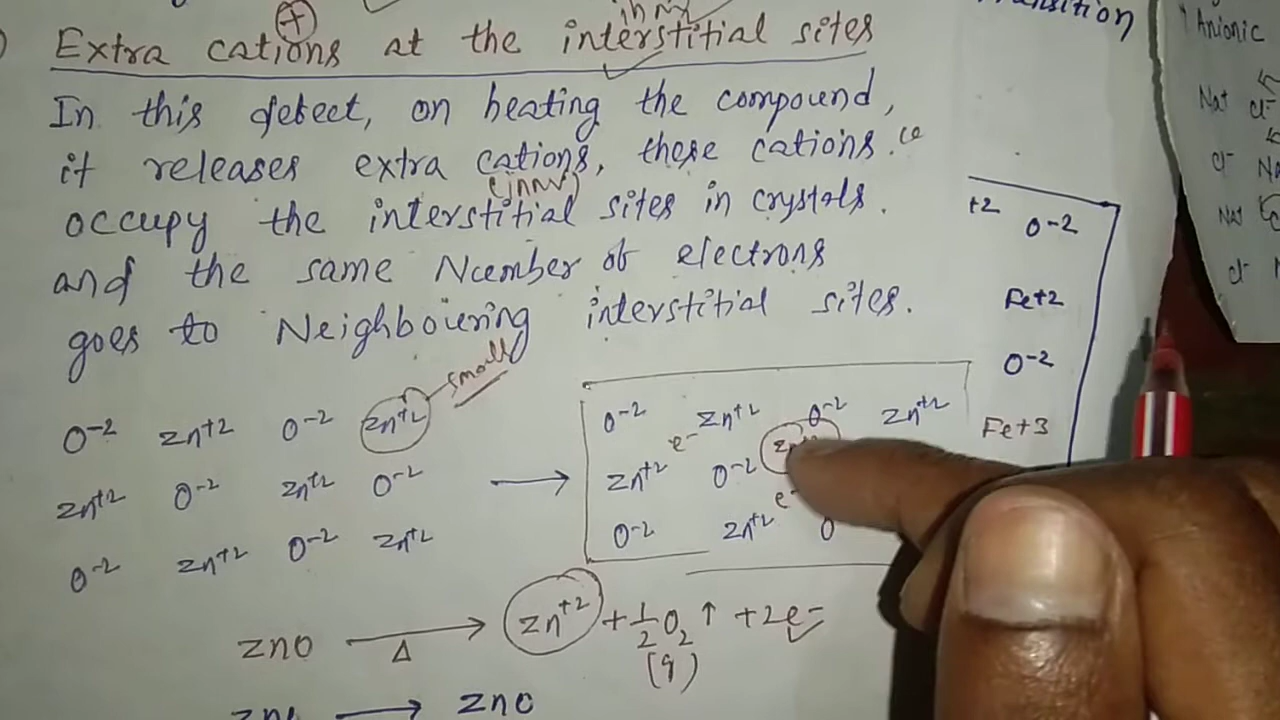 Extra cations at the interstitial sites
+
In this defect, on heating the compound,
it releases extra cations, these cations.
occupy the interstitial sites in crystals.
and the same Number of electrons
goes to Neighbouring interstitial sites.
small
O-2 Zn+2 O-2 Zn+2
Zn+2 O-2 Zn+2 O-2
O-2 Zn+2 O-2 Zn+2
O-2 Zn+2 O-2 Zn+2
e-
Zn+2 O-2
e-
O-2 Zn+2 O
ZnO → Zn+2 + 1/2 O2 ↑ + 2e-
Δ
(g)
→ ZnO
+2 O-2
Fe+2
O-2
Fe+3
Anionic
Cl-
Cl-